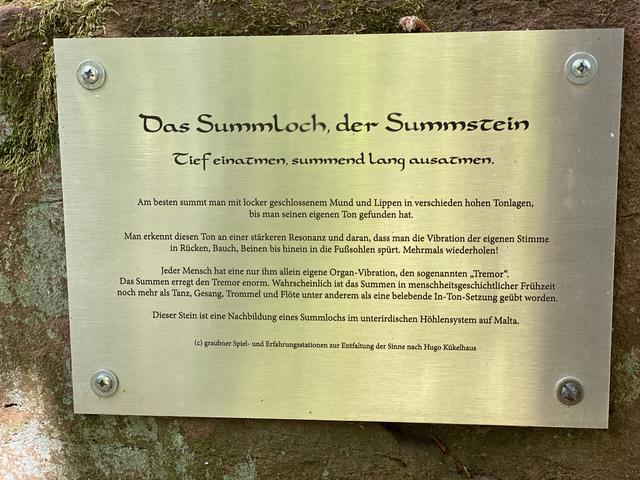 Das Summloch, der Summstein
Tief einatmen, summend lang ausatmen.
Am besten summt man mit locker geschlossenem Mund und Lippen in verschieden hohen Tonlagen,
bis man seinen eigenen Ton gefunden hat.
Man erkennt diesen Ton an einer stärkeren Resonanz und daran, dass man die Vibration der eigenen Stimme
in Rücken, Bauch, Beinen bis hinein in die Fußsohlen spürt. Mehrmals wiederholen!
Jeder Mensch hat eine nur ihm allein eigene Organ-Vibration, den sogenannten „Tremor“.
Das Summen erregt den Tremor enorm. Wahrscheinlich ist das Summen in menschheitsgeschichtlicher Frühzeit
noch mehr als Tanz, Gesang, Trommel und Flöte unter anderem als eine belebende In-Ton-Setzung geübt worden.
Dieser Stein ist eine Nachbildung eines Summlochs im unterirdischen Höhlensystem auf Malta.
(c) graubner Spiel- und Erfahrungsstationen zur Entfaltung der Sinne nach Hugo Kükelhaus